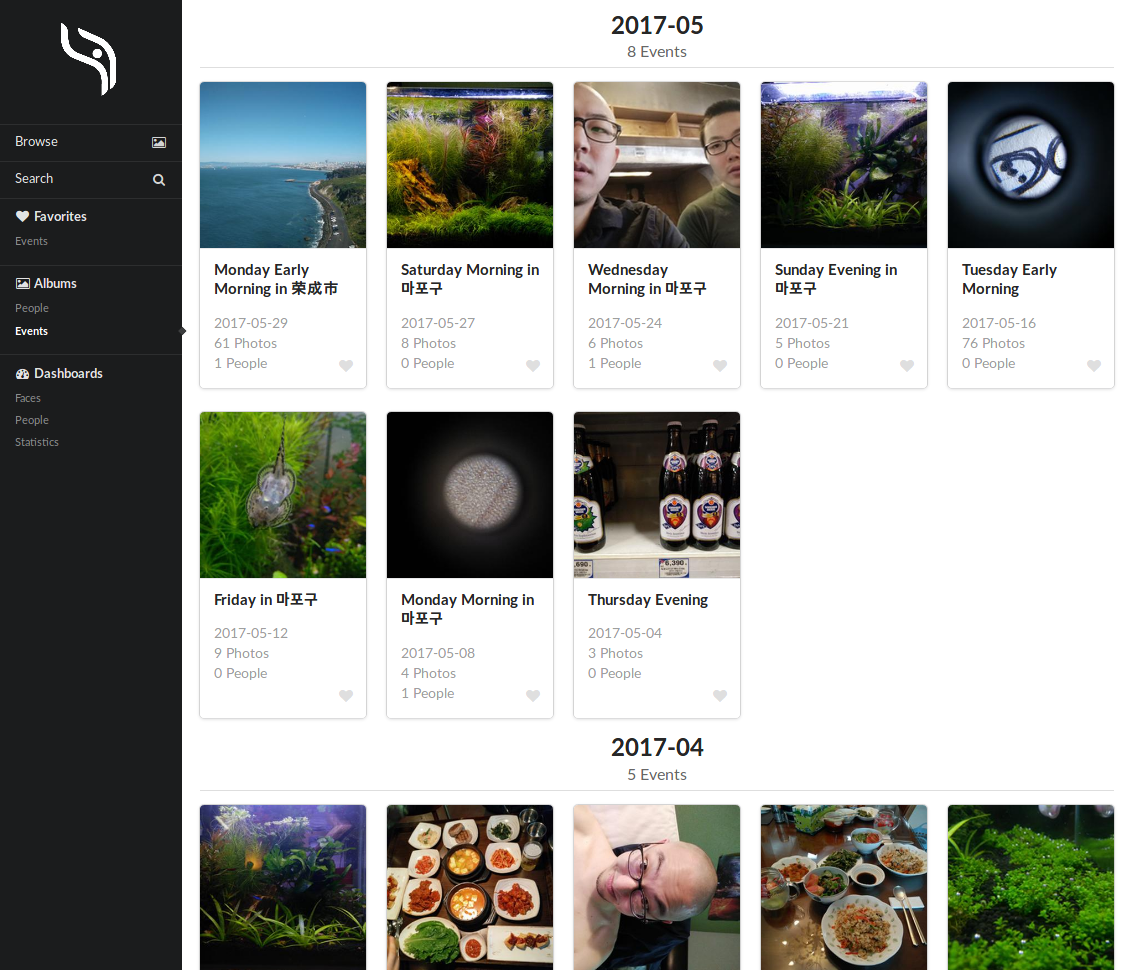 2017-05
8 Events
Browse
Search
Favorites
Events
Albums
People
Events
Dashboards
Faces
People
Statistics
Monday Early
Morning in 荣成市
2017-05-29
61 Photos
1 People
Saturday Morning in
마포구
2017-05-27
8 Photos
0 People
Wednesday
Morning in 마포구
2017-05-24
6 Photos
1 People
Sunday Evening in
마포구
2017-05-21
5 Photos
0 People
Tuesday Early
Morning
2017-05-16
76 Photos
0 People
,690.
6,390.
Friday in 마포구
2017-05-12
9 Photos
0 People
Monday Morning in
마포구
2017-05-08
4 Photos
1 People
Thursday Evening
2017-05-04
3 Photos
0 People
2017-04
5 Events